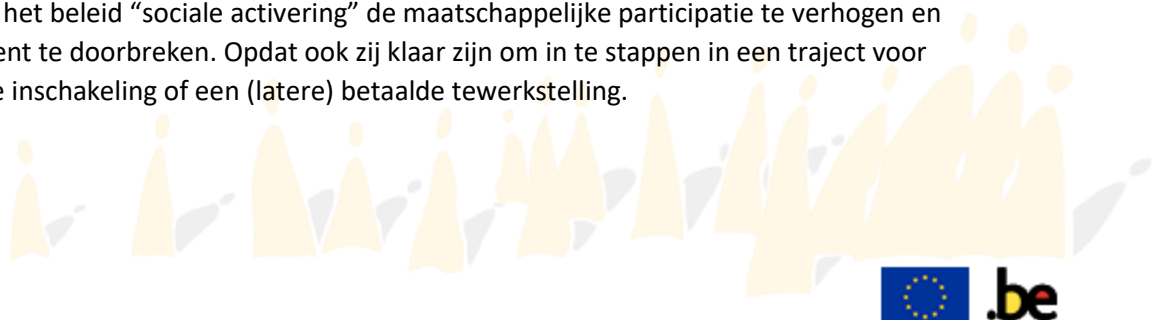 het beleid “sociale activering” de maatschappelijke participatie te verhogen en
te doorbreken. Opdat ook zij klaar zijn om in te stappen in een traject voor
inschakeling of een (latere) betaalde tewerkstelling.
.be